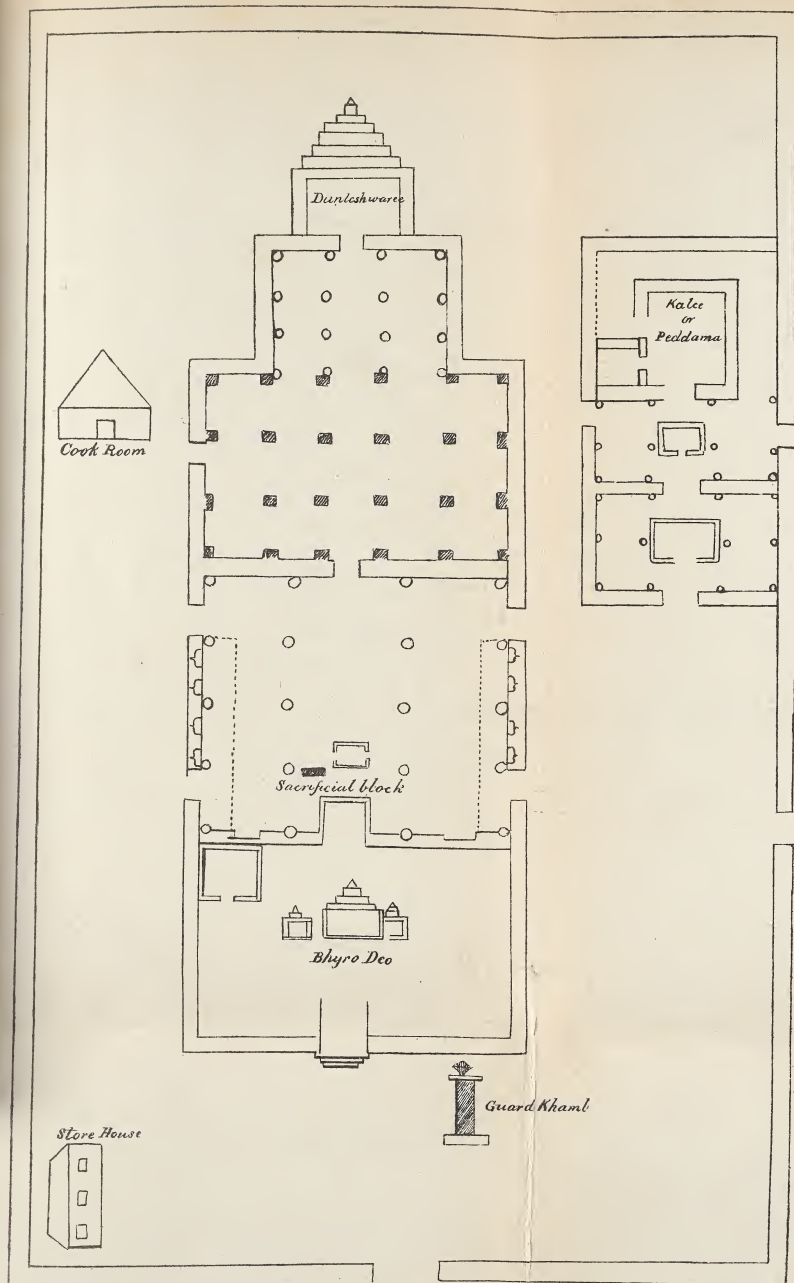 Dunteshwaree
Kalee
or
Peddama
Cook Room
Sacrificial block
Bhyro Deo
Guard Khamb
Store House